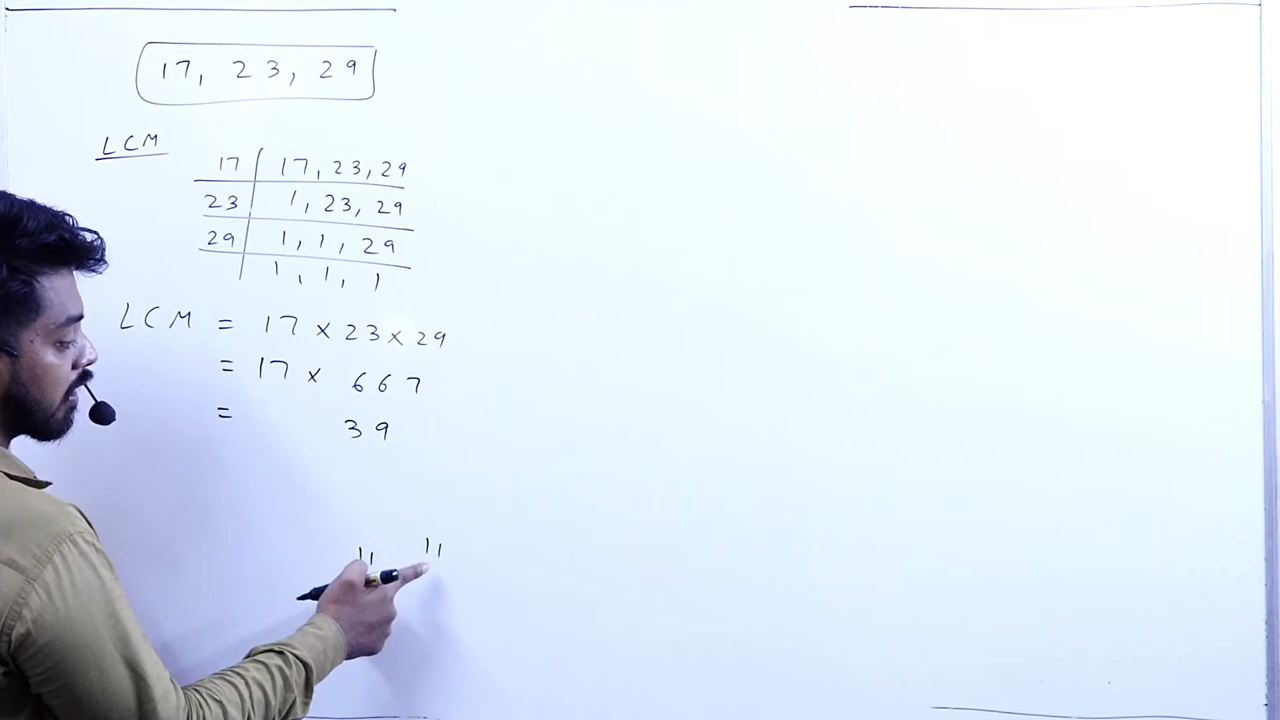 17, 23, 29
LCM
17 | 17, 23, 29
23 | 1, 23, 29
29 | 1, 1, 29
1, 1, 1
LCM = 17 × 23 × 29
= 17 × 667
= 39
11 11